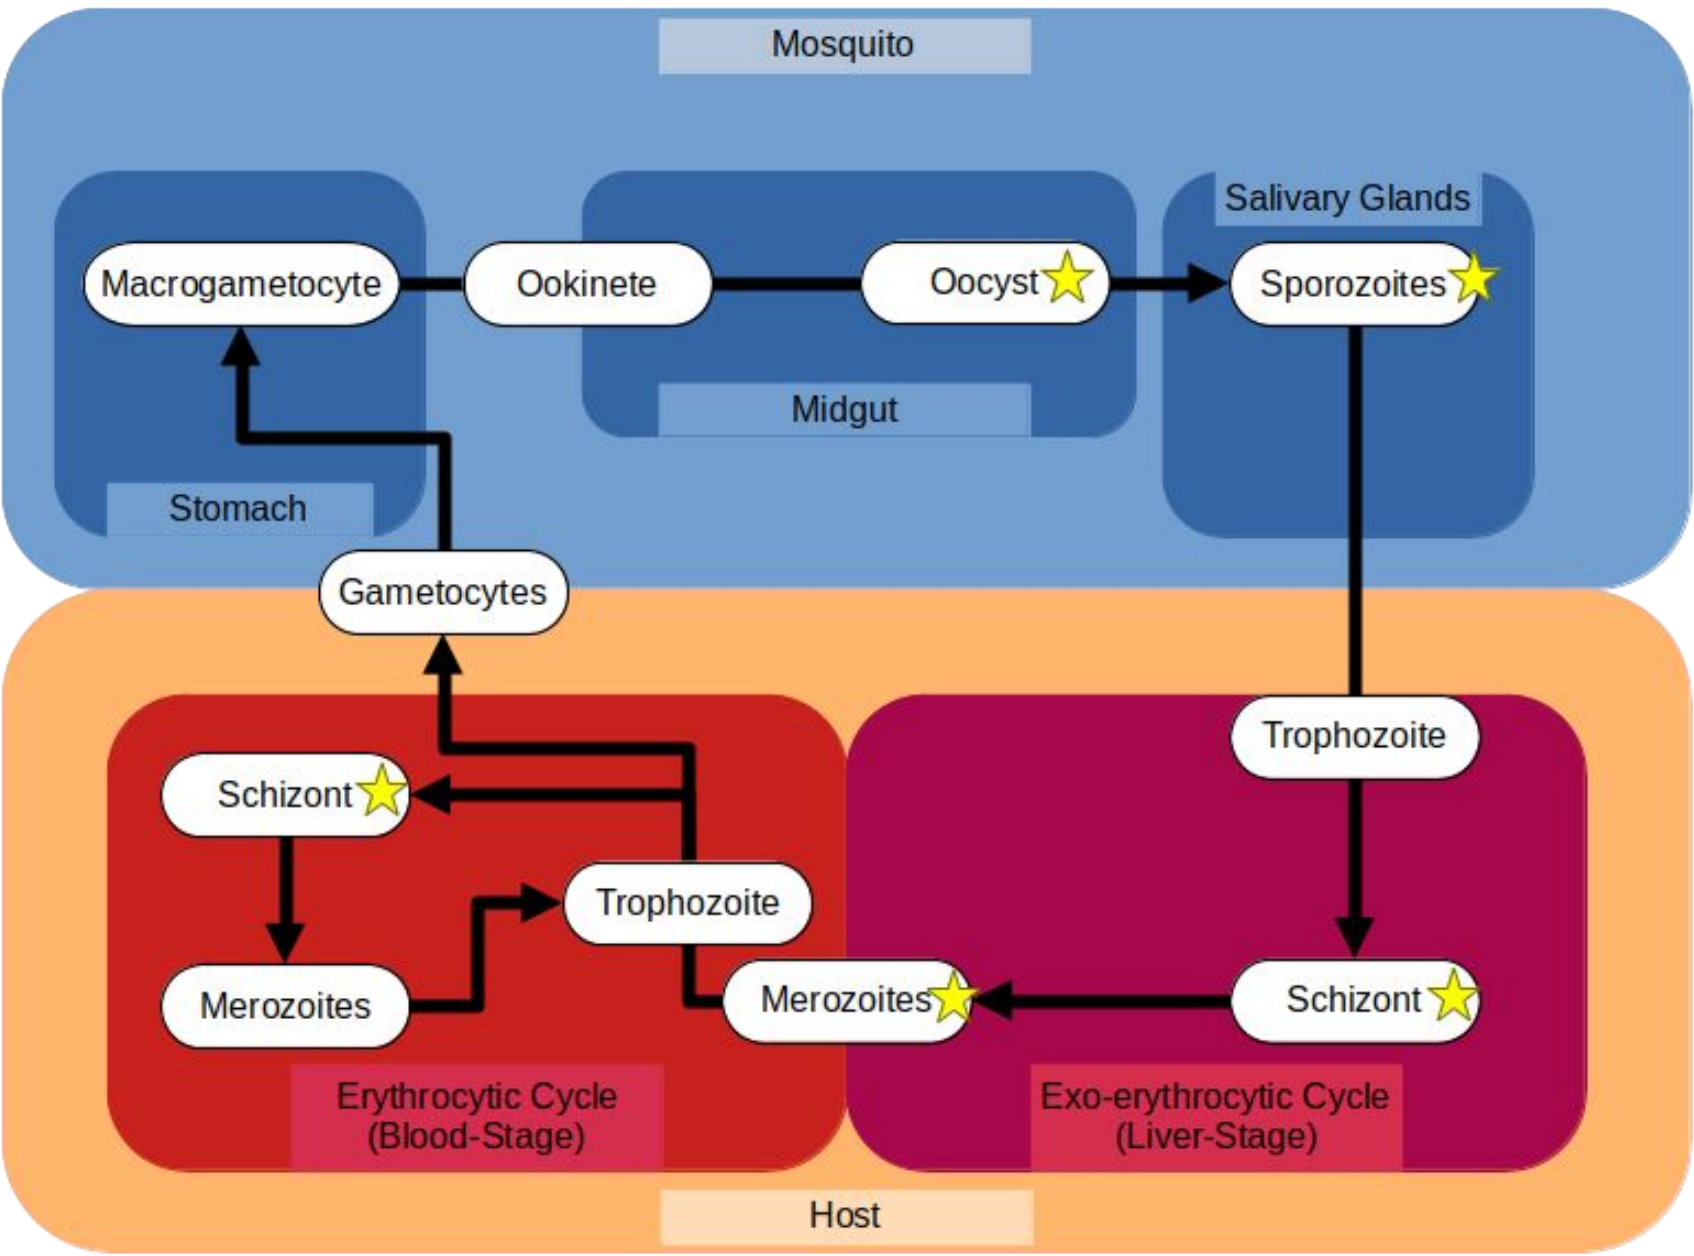 Mosquito
Salivary Glands
Macrogametocyte
Ookinete
Oocyst
Sporozoites
Midgut
Stomach
Gametocytes
Trophozoite
Schizont
Trophozoite
Merozoites
Merozoites
Schizont
Erythrocytic Cycle
(Blood-Stage)
Exo-erythrocytic Cycle
(Liver-Stage)
Host